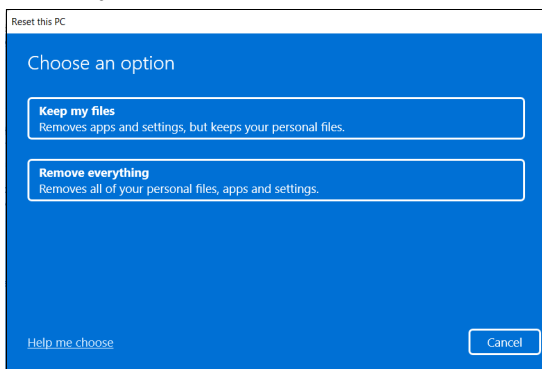 Reset this PC
Choose an option
Keep my files
Removes apps and settings, but keeps your personal files.
Remove everything
Removes all of your personal files, apps and settings.
Help me choose
Cancel